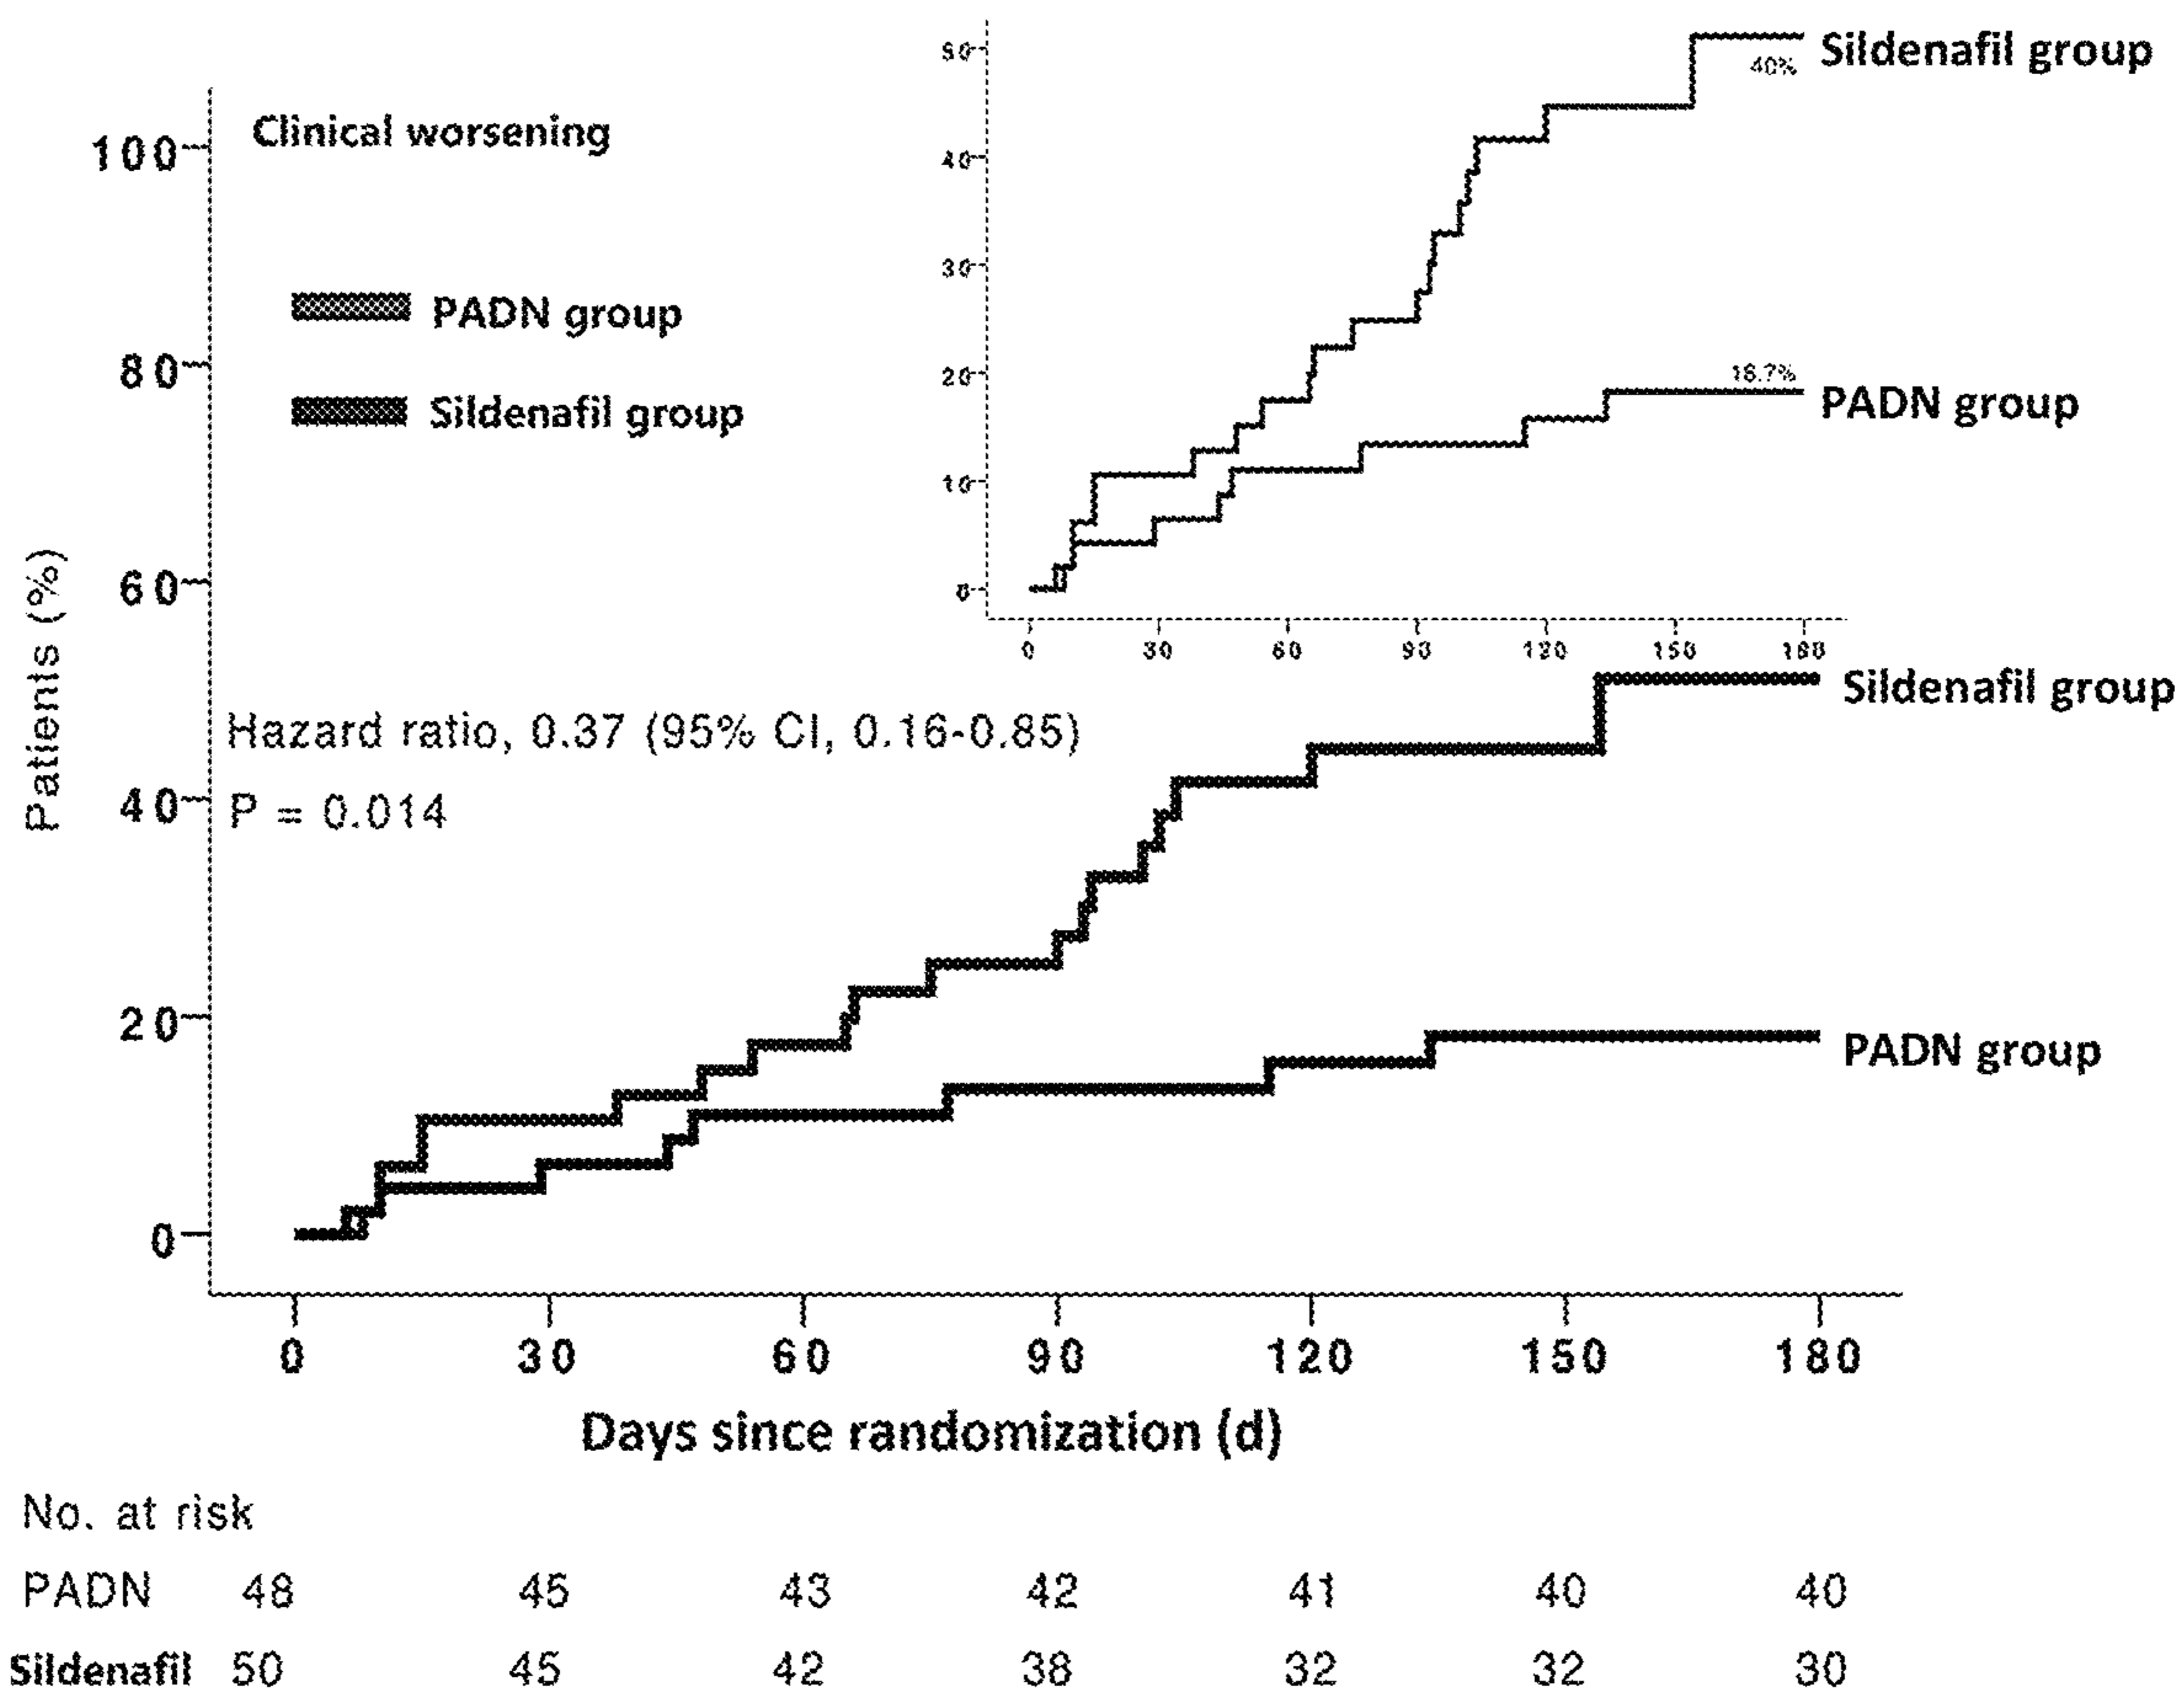 Clinical worsening
PADN group
Sildenafil group
Patients (%)
100
80
60
40
20
0
Hazard ratio, 0.37 (95% CI, 0.16-0.85)
P = 0.014
50
40
30
20
10
0
0 30 60 90 120 150 180
40%
Sildenafil group
16.7%
PADN group
Sildenafil group
PADN group
0 30 60 90 120 150 180
Days since randomization (d)
No. at risk
PADN 48 45 43 42 41 40 40
Sildenafil 50 45 42 38 32 32 30